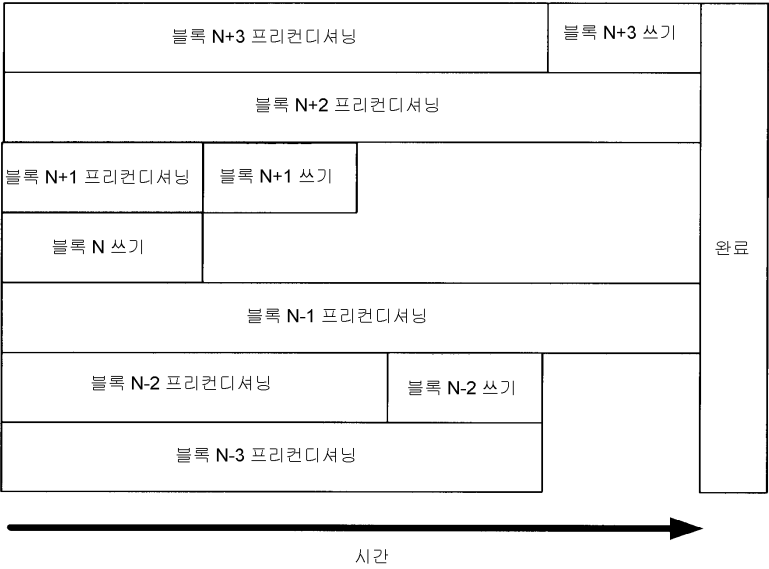 블록 N+3 프리컨디셔닝
블록 N+3 쓰기
블록 N+2 프리컨디셔닝
블록 N+1 프리컨디셔닝
블록 N+1 쓰기
블록 N 쓰기
완료
블록 N-1 프리컨디셔닝
블록 N-2 프리컨디셔닝
블록 N-2 쓰기
블록 N-3 프리컨디셔닝
시간